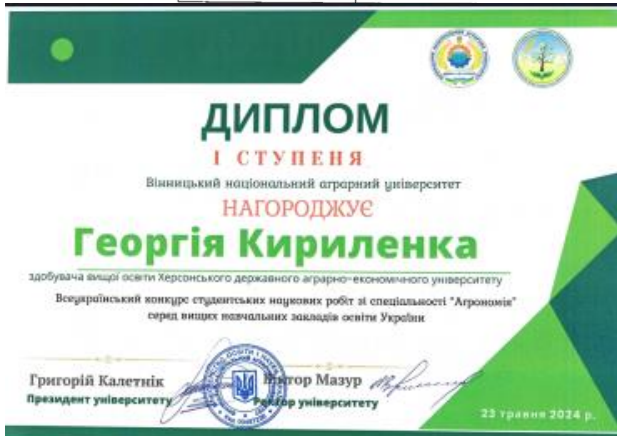 ДИПЛОМ
І СТУПЕНЯ
Вінницький національний аграрний університет
НАГОРОДЖУЄ
Георгія Кириленка
здобувача вищої освіти Херсонського державного аграрно-економічного університету
Всеукраїнський конкурс студентських наукових робіт зі спеціальності "Агрономія"
серед вищих навчальних закладів освіти України
Григорій Калетнік
Президент університету
Віктор Мазур
Ректор університету
23 травня 2024 р.